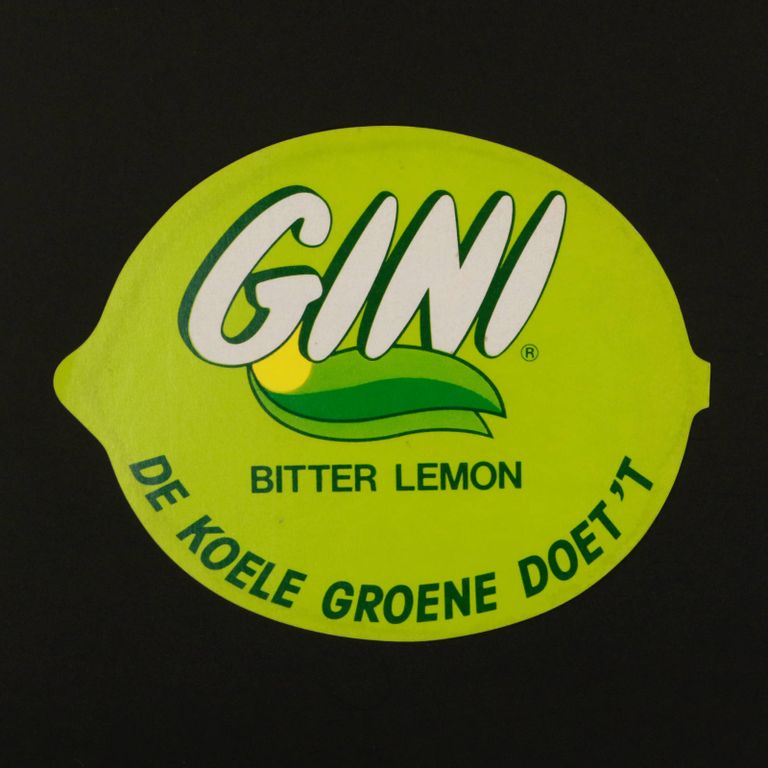 GINI®
BITTER LEMON
DE KOELE GROENE DOET 'T